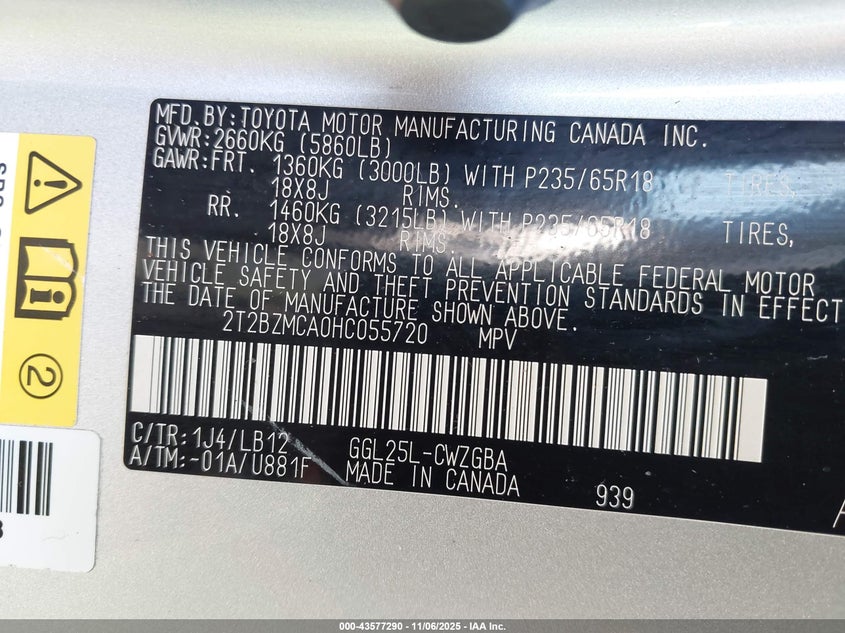 MFD.BY:TOYOTA MOTOR MANUFACTURING CANADA INC.
GVWR:2660KG (5860LB)
GAWR:FRT. 1360KG (3000LB) WITH P235/65R18 TIRES,
18X8J RIMS.
RR. 1460KG (3215LB) WITH P235/65R18 TIRES,
18X8J RIMS.
THIS VEHICLE CONFORMS TO ALL APPLICABLE FEDERAL MOTOR
VEHICLE SAFETY AND THEFT PREVENTION STANDARDS IN EFFECT
THE DATE OF MANUFACTURE SHOWN ABOVE.
2T2BZMCA0HC055720 MPV
C/TR:1J4/LB12 GGL25L-CWZGBA
A/TM:-01A/U881F MADE IN CANADA 939
2
000-43577290 - 11/06/2025 - IAA Inc.